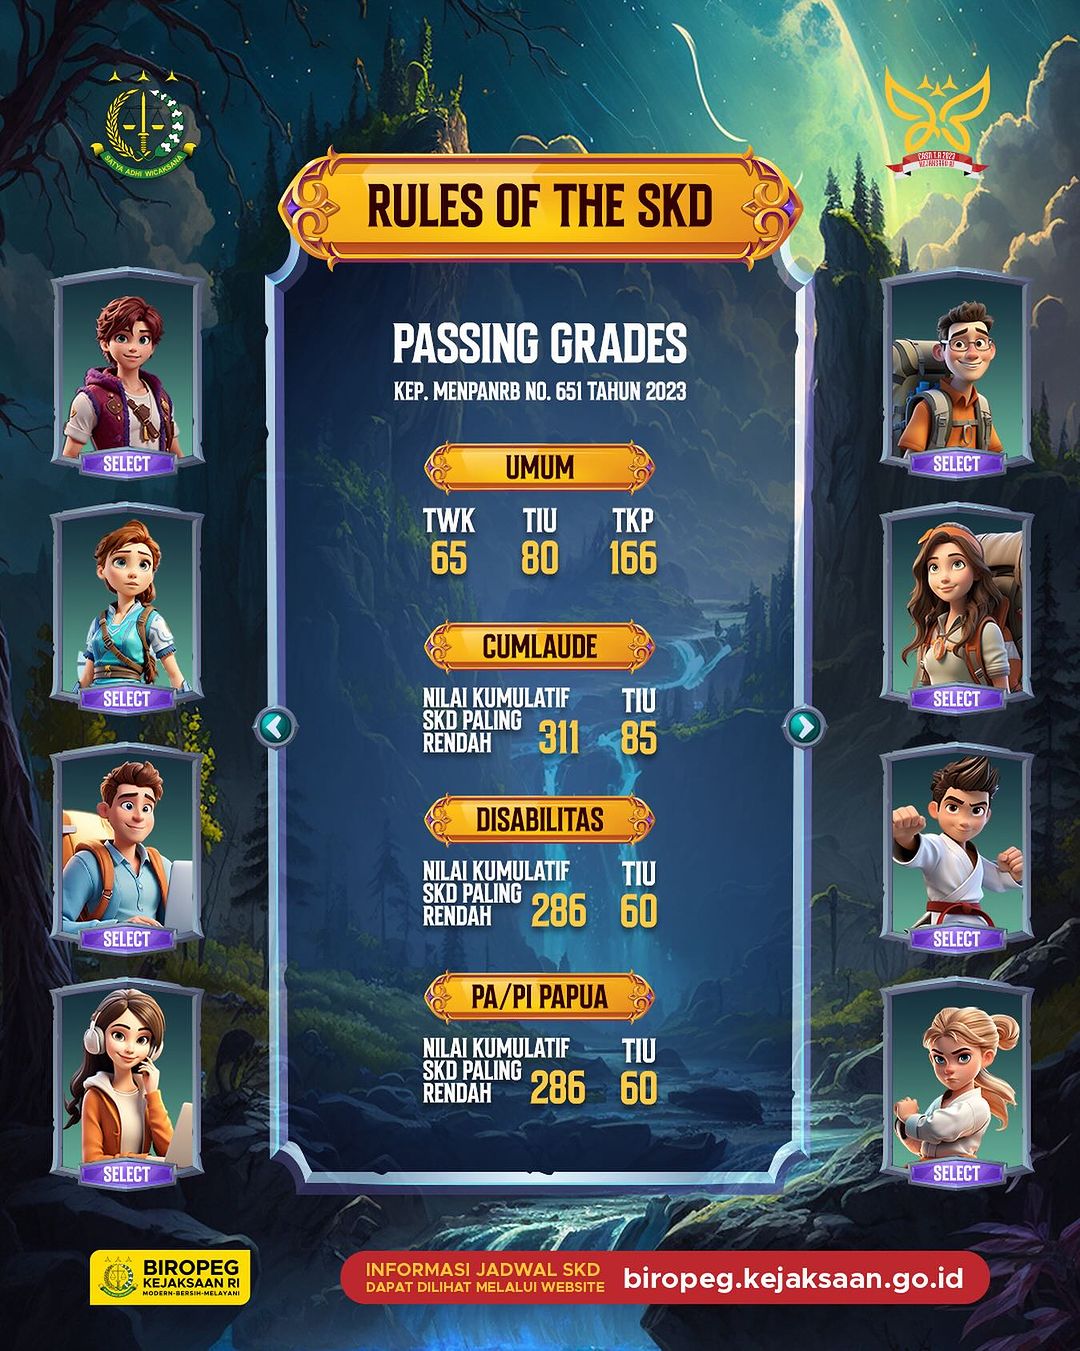 SATYA ADHI WICAKSANA
KEJAKSAAN RI
RULES OF THE SKD
PASSING GRADES
KEP. MENPANRB NO. 651 TAHUN 2023
UMUM
TWK TIU TKP
65 80 166
CUMLAUDE
NILAI KUMULATIF
SKD PALING
RENDAH 311
TIU
85
DISABILITAS
NILAI KUMULATIF
SKD PALING
RENDAH 286
TIU
60
PA/PI PAPUA
NILAI KUMULATIF
SKD PALING
RENDAH 286
TIU
60
SELECT
SELECT
SELECT
SELECT
SELECT
SELECT
SELECT
SELECT
BIROPEG
KEJAKSAAN RI
MODERN-BERSIH-MELAYANI
INFORMASI JADWAL SKD
DAPAT DILIHAT MELALUI WEBSITE
biropeg.kejaksaan.go.id